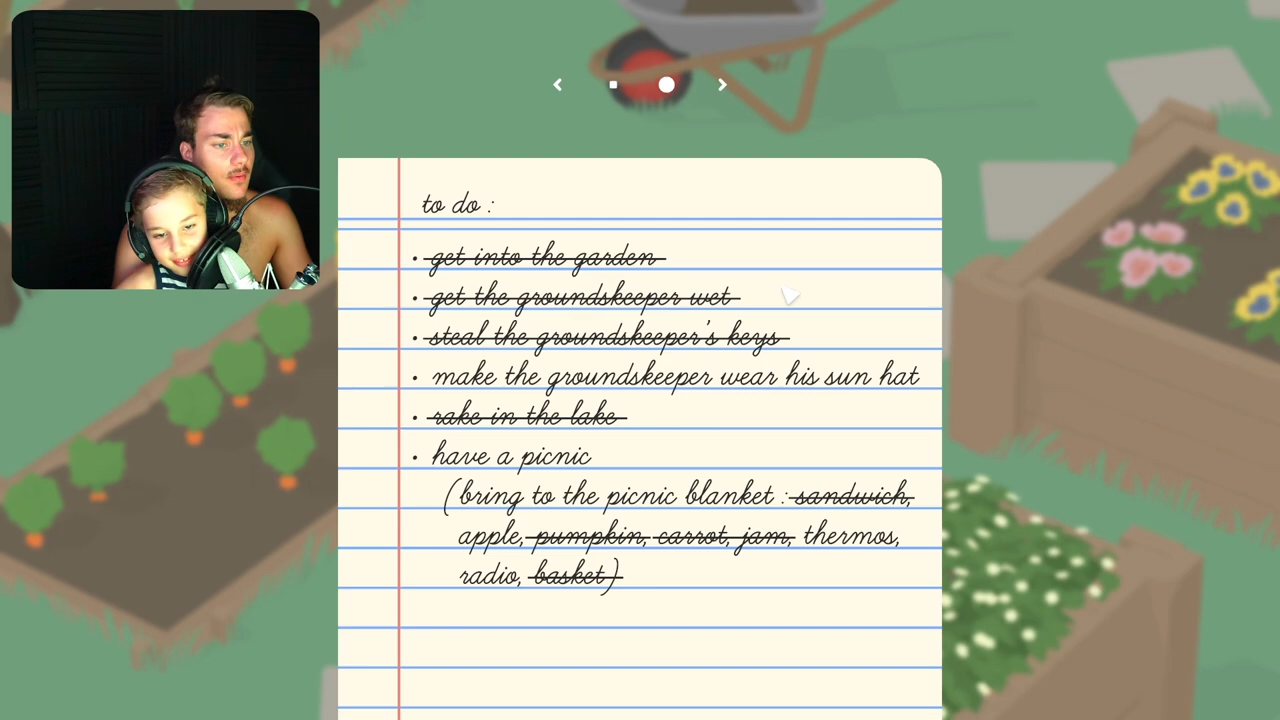 to do :
• get into the garden
• get the groundskeeper wet
• steal the groundskeeper's keys
• make the groundskeeper wear his sun hat
• rake in the lake
• have a picnic
(bring to the picnic blanket : sandwich,
apple, pumpkin, carrot, jam, thermos,
radio, basket)